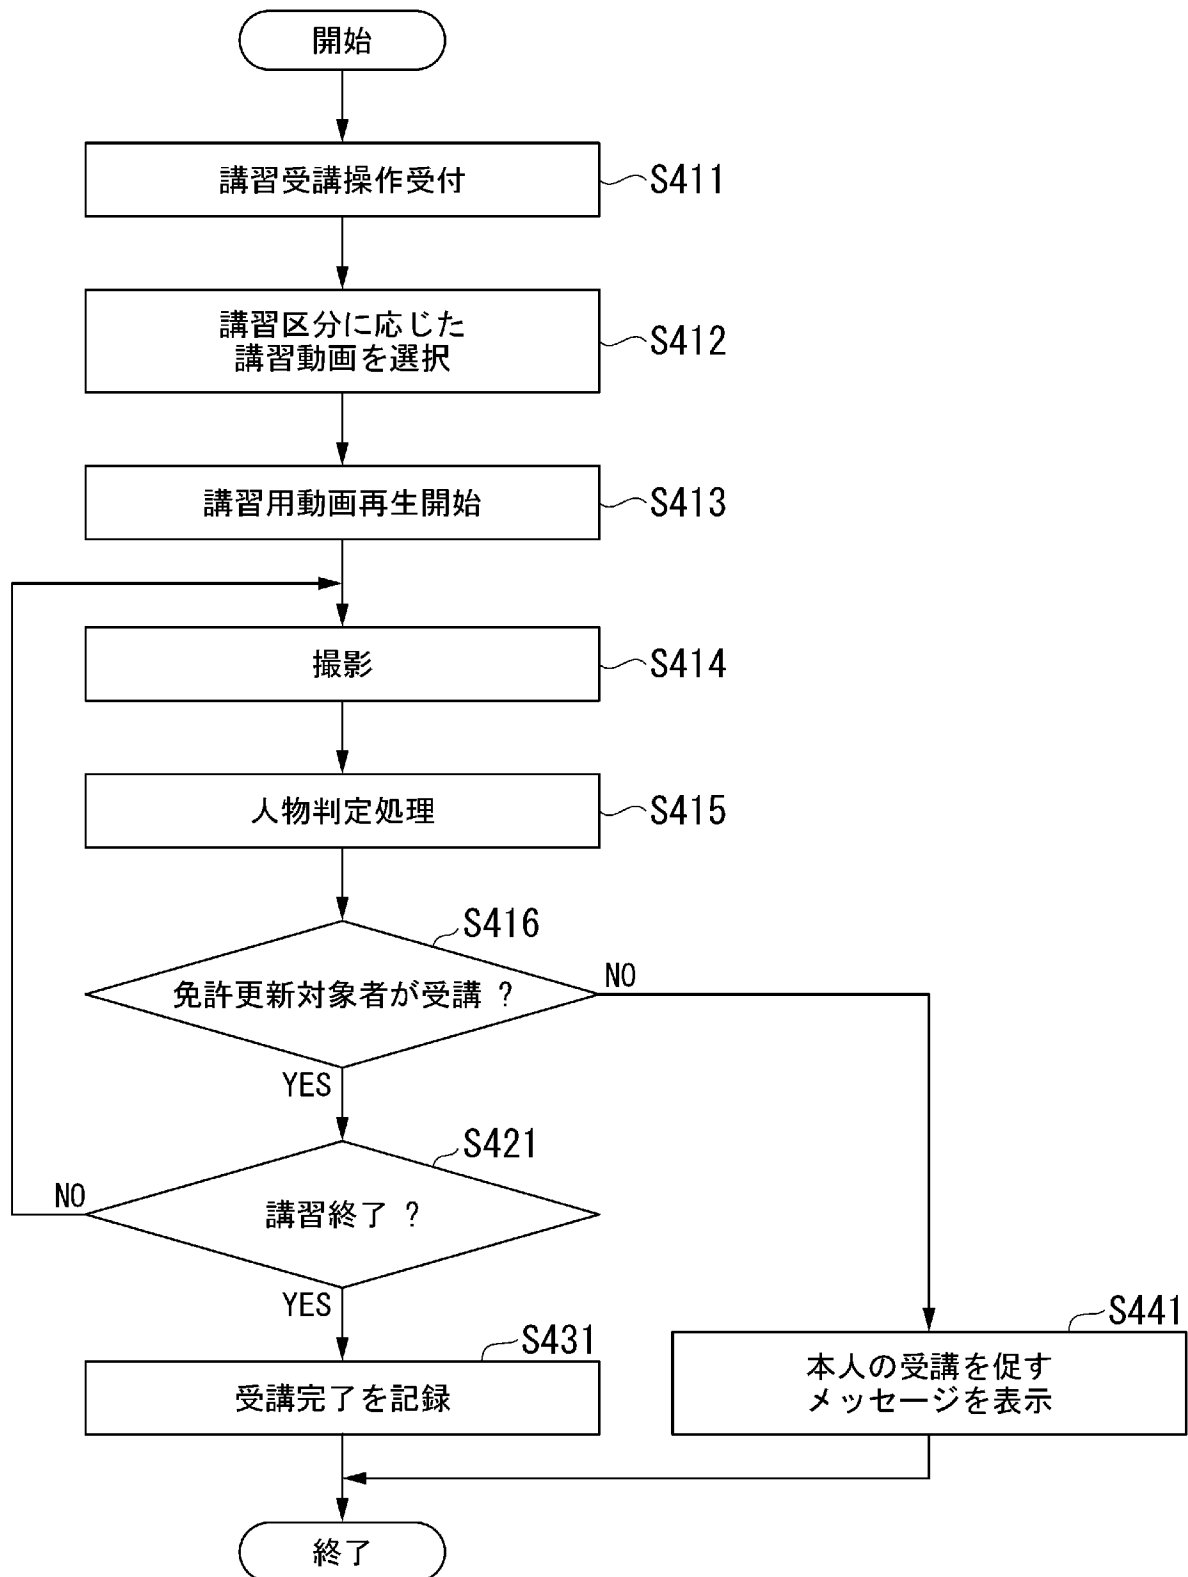 開始
講習受講操作受付
S411
講習区分に応じた
講習動画を選択
S412
講習用動画再生開始
S413
撮影
S414
人物判定処理
S415
S416
免許更新対象者が受講 ?
NO
YES
S421
講習終了 ?
NO
YES
S431
受講完了を記録
S441
本人の受講を促す
メッセージを表示
終了